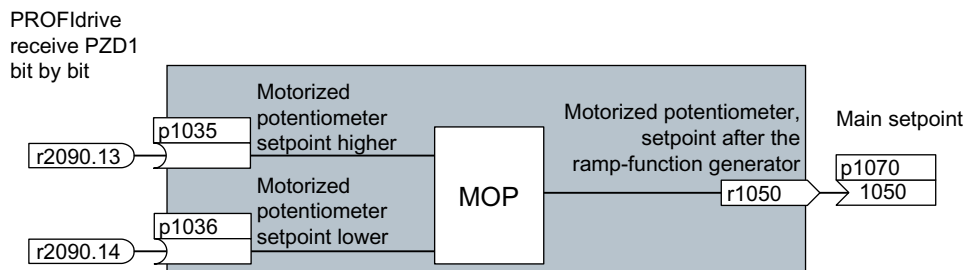 PROFIdrive
receive PZD1
bit by bit
p1035
Motorized
potentiometer
setpoint higher
r2090.13
p1036
Motorized
potentiometer
setpoint lower
r2090.14
MOP
Motorized potentiometer,
setpoint after the
ramp-function generator
r1050
Main setpoint
p1070
1050